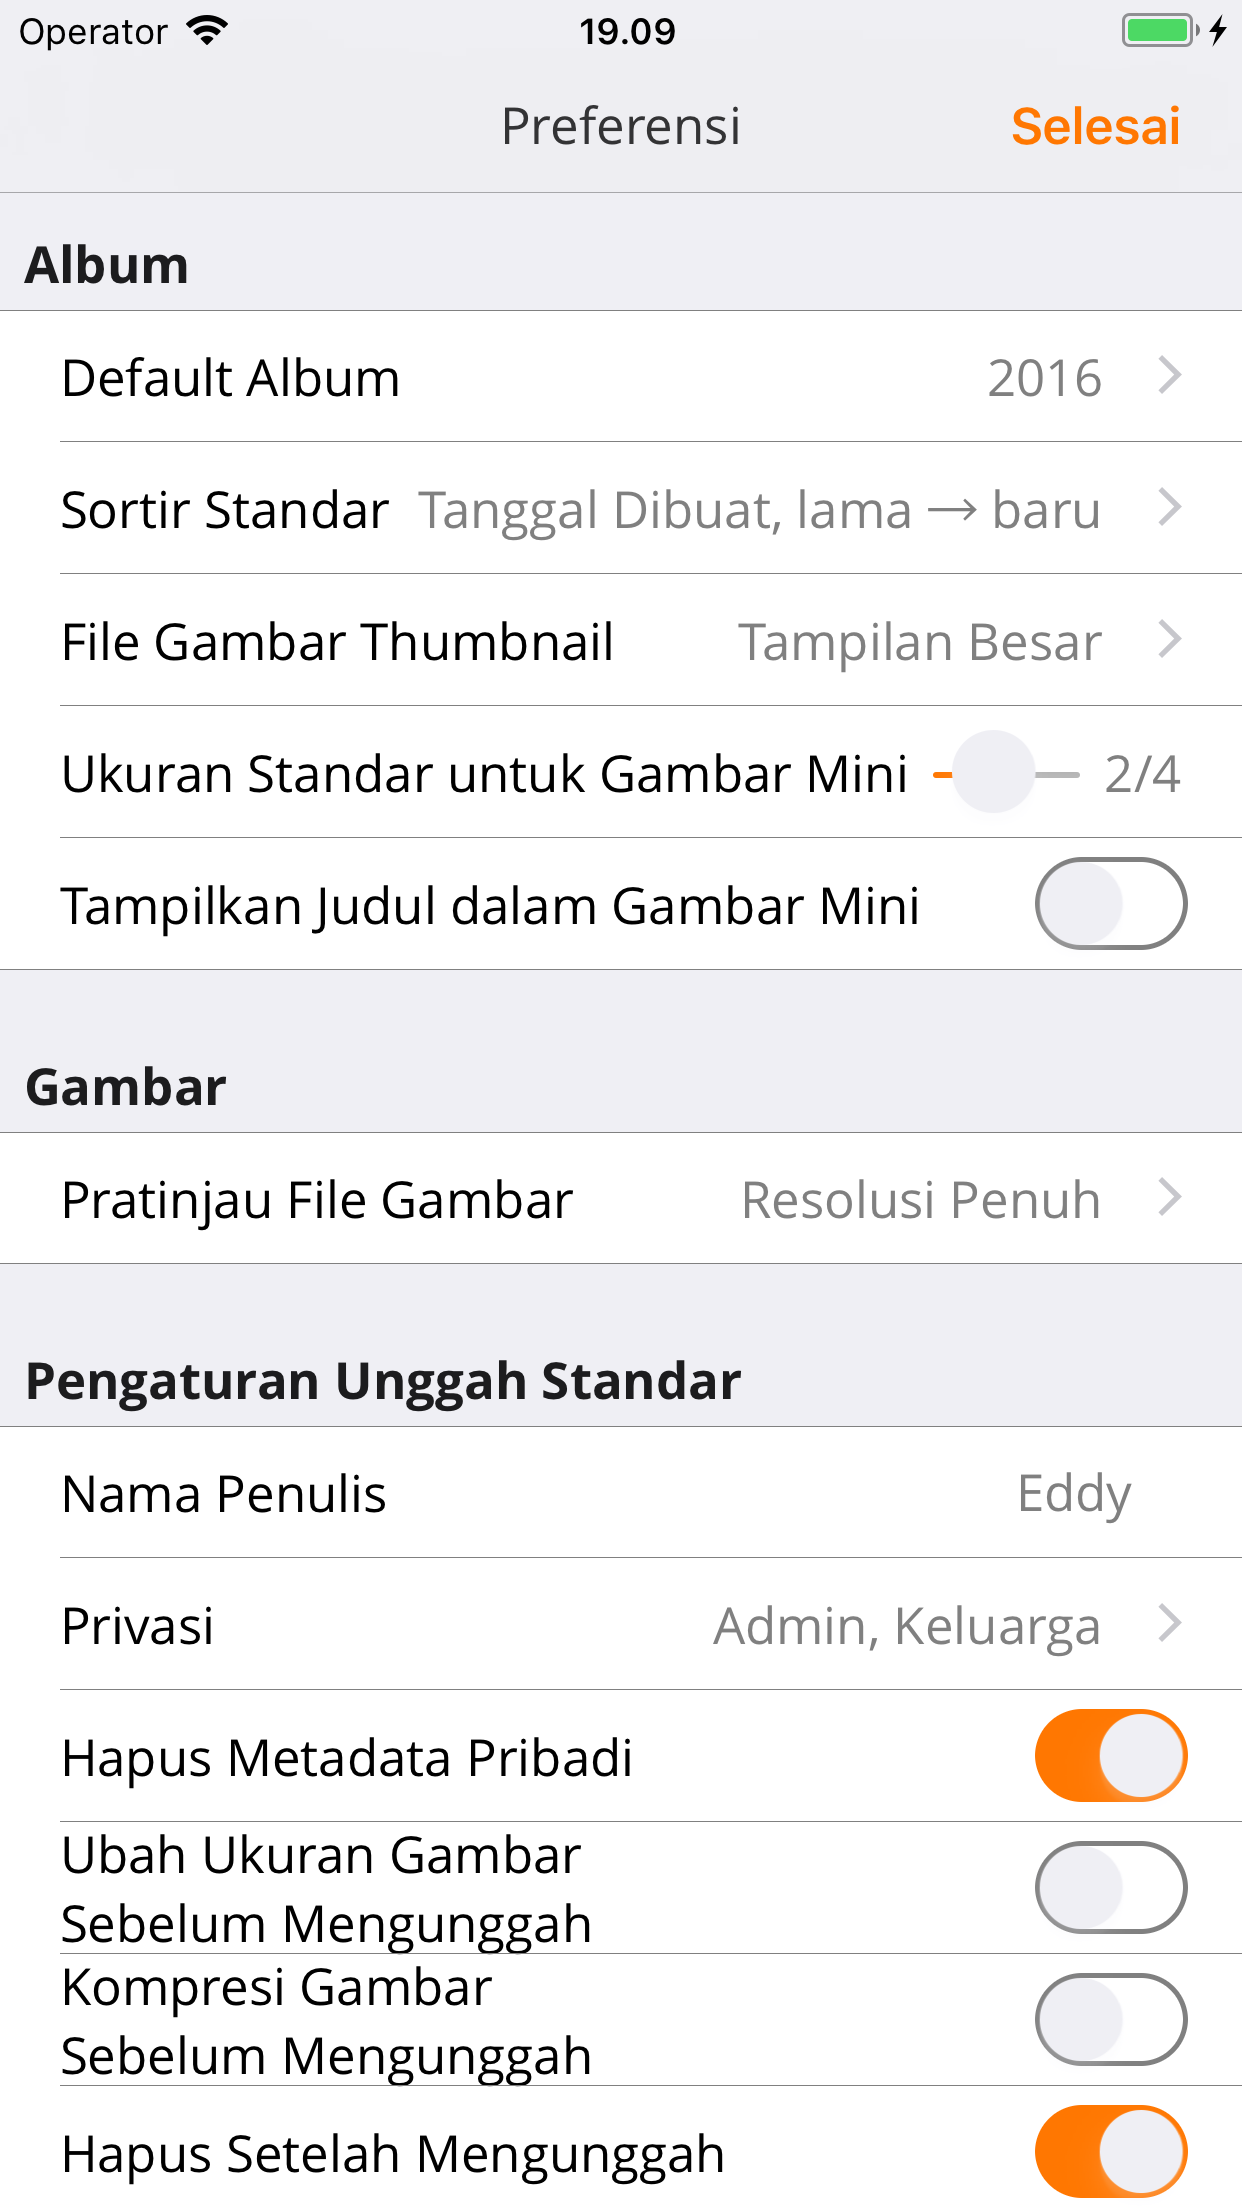 Operator 19.09
Preferensi Selesai
Album
Default Album 2016
Sortir Standar Tanggal Dibuat, lama → baru
File Gambar Thumbnail Tampilan Besar
Ukuran Standar untuk Gambar Mini 2/4
Tampilkan Judul dalam Gambar Mini
Gambar
Pratinjau File Gambar Resolusi Penuh
Pengaturan Unggah Standar
Nama Penulis Eddy
Privasi Admin, Keluarga
Hapus Metadata Pribadi
Ubah Ukuran Gambar
Sebelum Mengunggah
Kompresi Gambar
Sebelum Mengunggah
Hapus Setelah Mengunggah